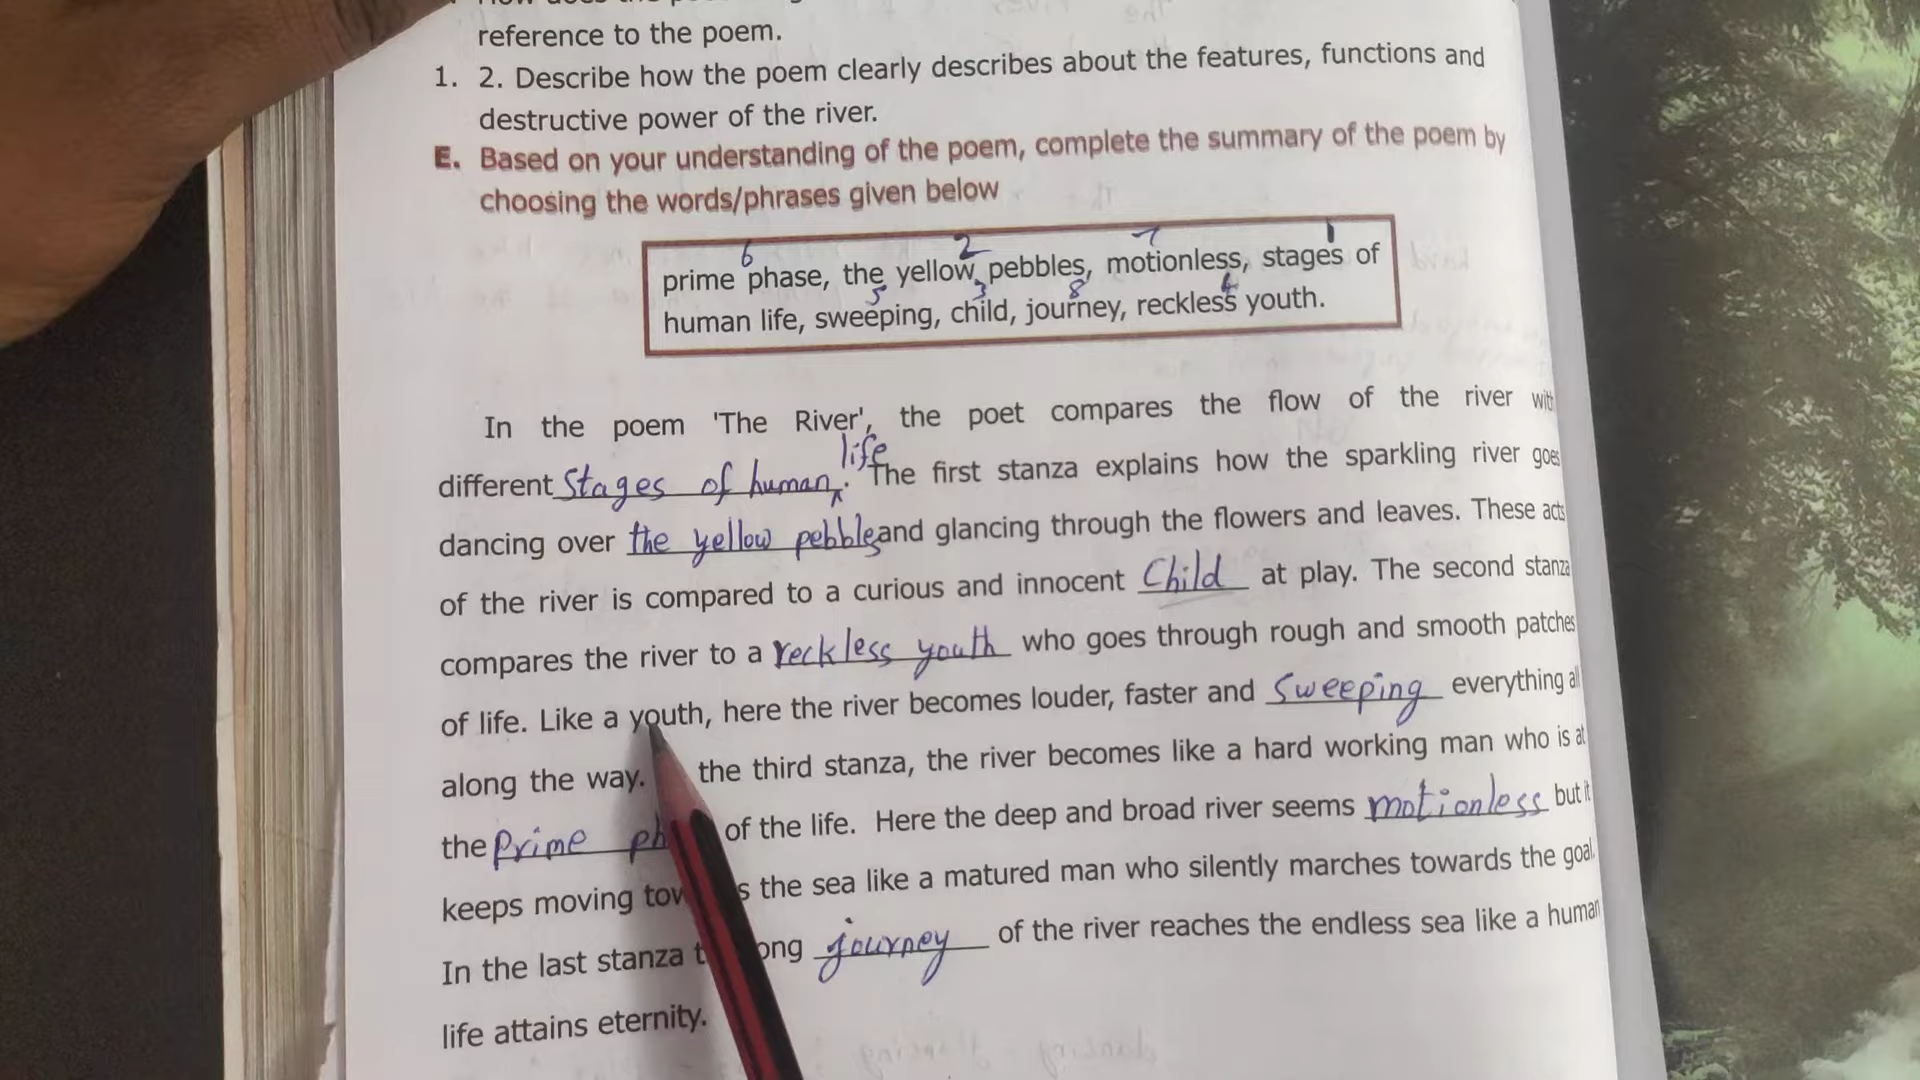 reference to the poem.
1. 2. Describe how the poem clearly describes about the features, functions and
destructive power of the river.
E. Based on your understanding of the poem, complete the summary of the poem by
choosing the words/phrases given below
6 2 7 1
prime phase, the yellow pebbles, motionless, stages of
5 3 8 4
human life, sweeping, child, journey, reckless youth.
In the poem 'The River', the poet compares the flow of the river with
life
different Stages of human. The first stanza explains how the sparkling river goes
dancing over the yellow pebbles and glancing through the flowers and leaves. These acts
of the river is compared to a curious and innocent Child at play. The second stanza
compares the river to a reckless youth who goes through rough and smooth patches
of life. Like a youth, here the river becomes louder, faster and Sweeping everything all
along the way. the third stanza, the river becomes like a hard working man who is at
the Prime ph of the life. Here the deep and broad river seems motionless but it
keeps moving tow s the sea like a matured man who silently marches towards the goal.
In the last stanza t ong journey of the river reaches the endless sea like a human
life attains eternity.